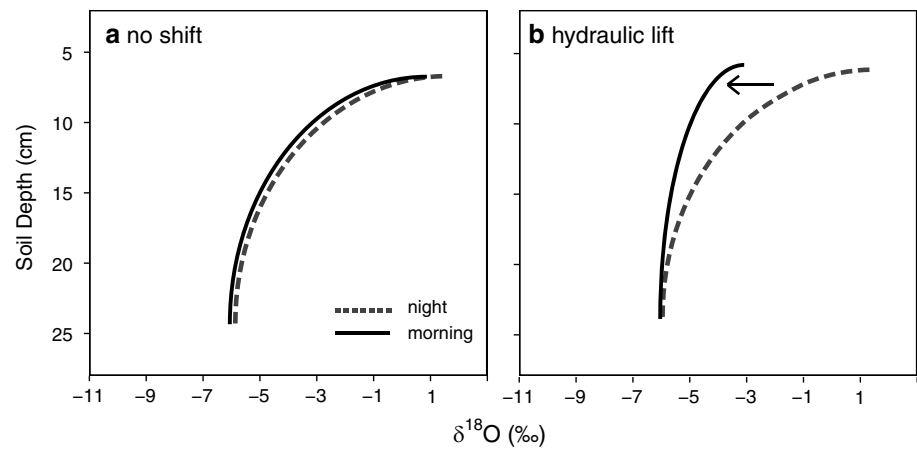 a no shift
b hydraulic lift
5
10
15
20
25
Soil Depth (cm)
night
morning
−11 −9 −7 −5 −3 −1 1
−11 −9 −7 −5 −3 −1 1
δ¹⁸O (‰)